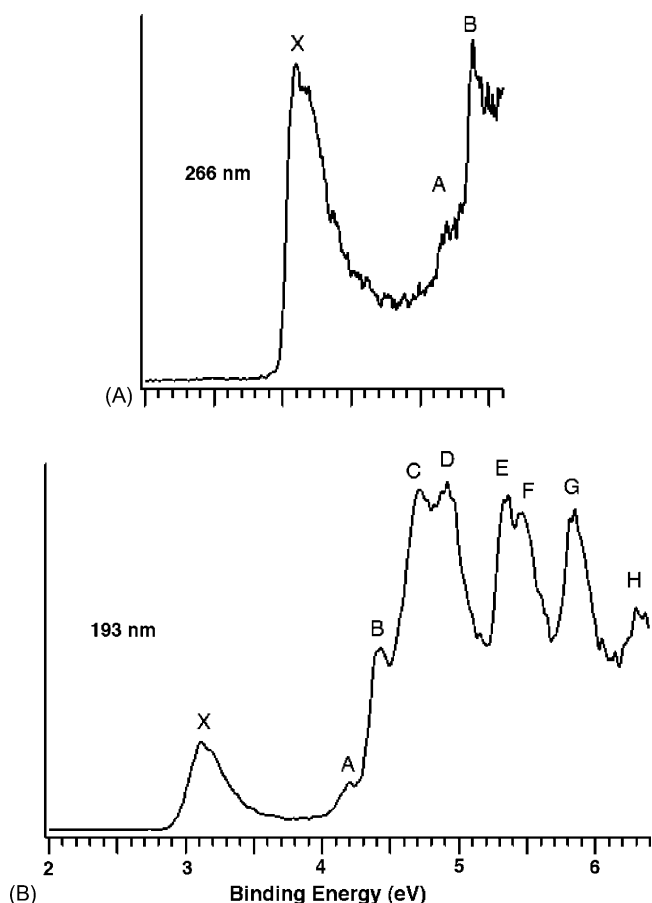 X
B
266 nm
A
(A)
C
D
E
F
G
B
H
193 nm
X
A
2 3 4 5 6
(B)
Binding Energy (eV)